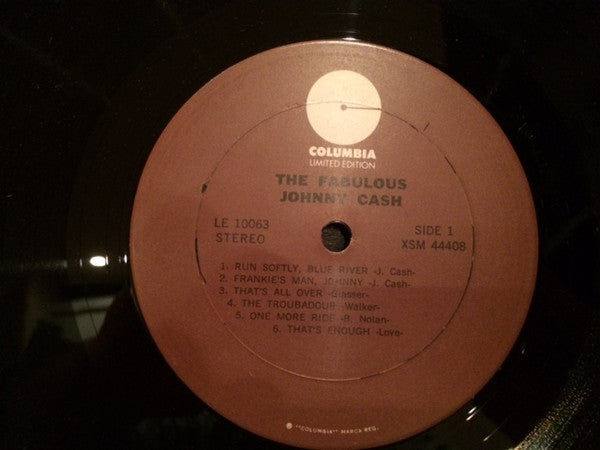 COLUMBIA
LIMITED EDITION
THE FABULOUS
JOHNNY CASH
LE 10063
STEREO
SIDE 1
XSM 44408
1. RUN SOFTLY, BLUE RIVER -J. Cash-
2. FRANKIE'S MAN, JOHNNY -J. Cash-
3. THAT'S ALL OVER -Glasser-
4. THE TROUBADOUR -Walker-
5. ONE MORE RIDE -B. Nolan-
6. THAT'S ENOUGH -Love-
℗ "COLUMBIA" MARCA REG.